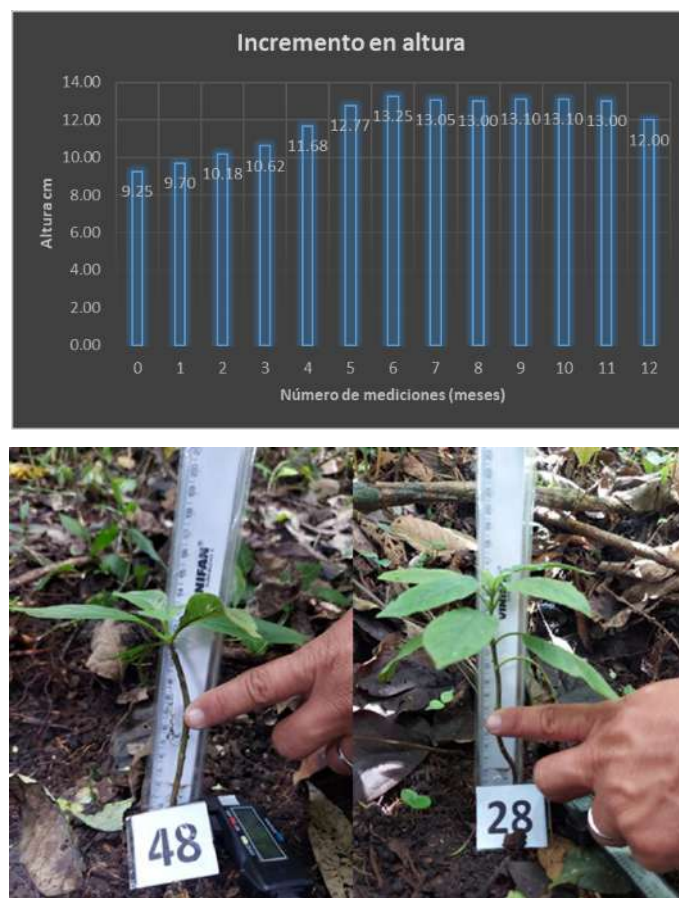 Incremento en altura
14.00
12.00
10.00
8.00
6.00
4.00
2.00
0.00
Altura cm
9.25 9.70 10.18 10.62 11.68 12.77 13.25 13.05 13.00 13.10 13.10 13.00 12.00
0 1 2 3 4 5 6 7 8 9 10 11 12
Número de mediciones (meses)
VINIFAN
48
28